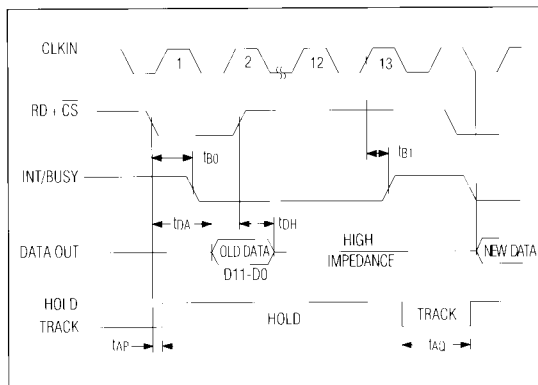 CLKIN 1 2 12 13
RD + CS
tB0 tB1
INT/BUSY
tDA tDH
DATA OUT OLD DATA HIGH IMPEDANCE NEW DATA
D11-D0
HOLD HOLD TRACK
TRACK
tAP tAQ